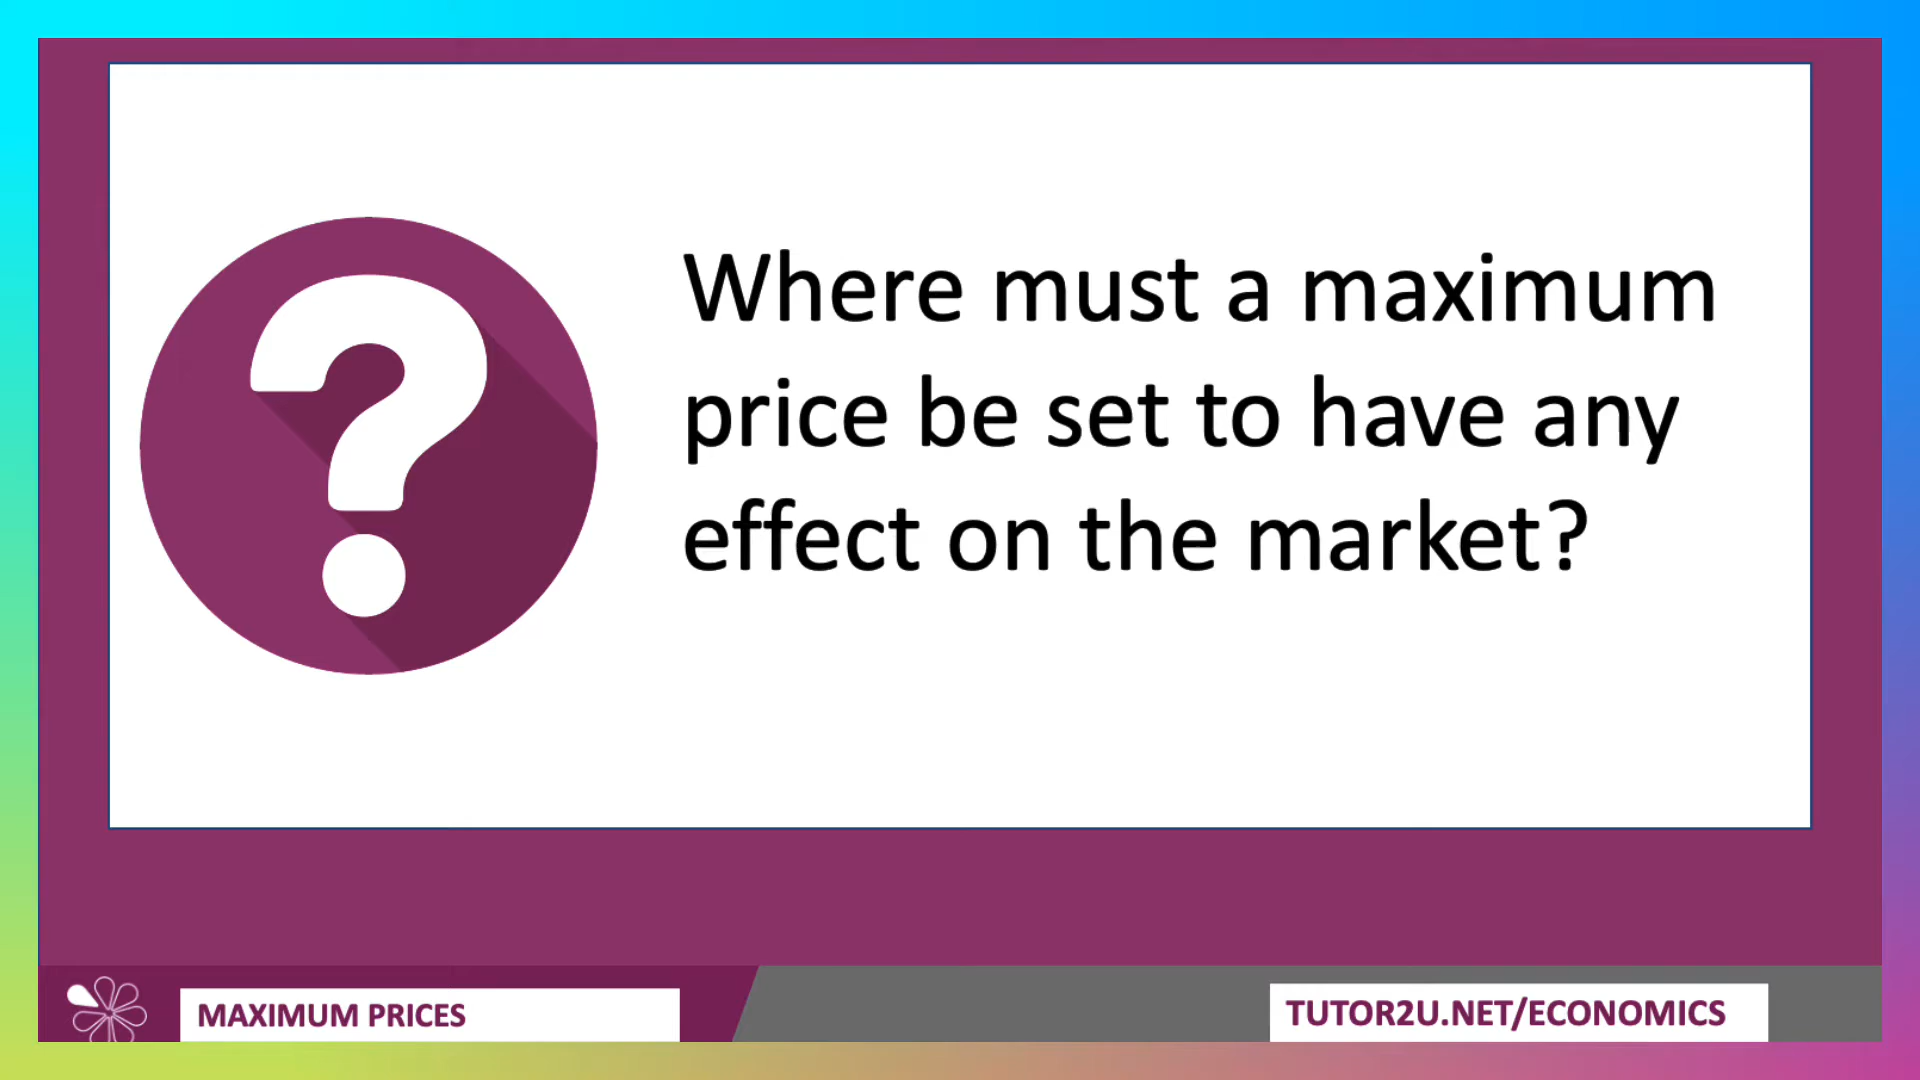 Where must a maximum
price be set to have any
effect on the market?
MAXIMUM PRICES
TUTOR2U.NET/ECONOMICS